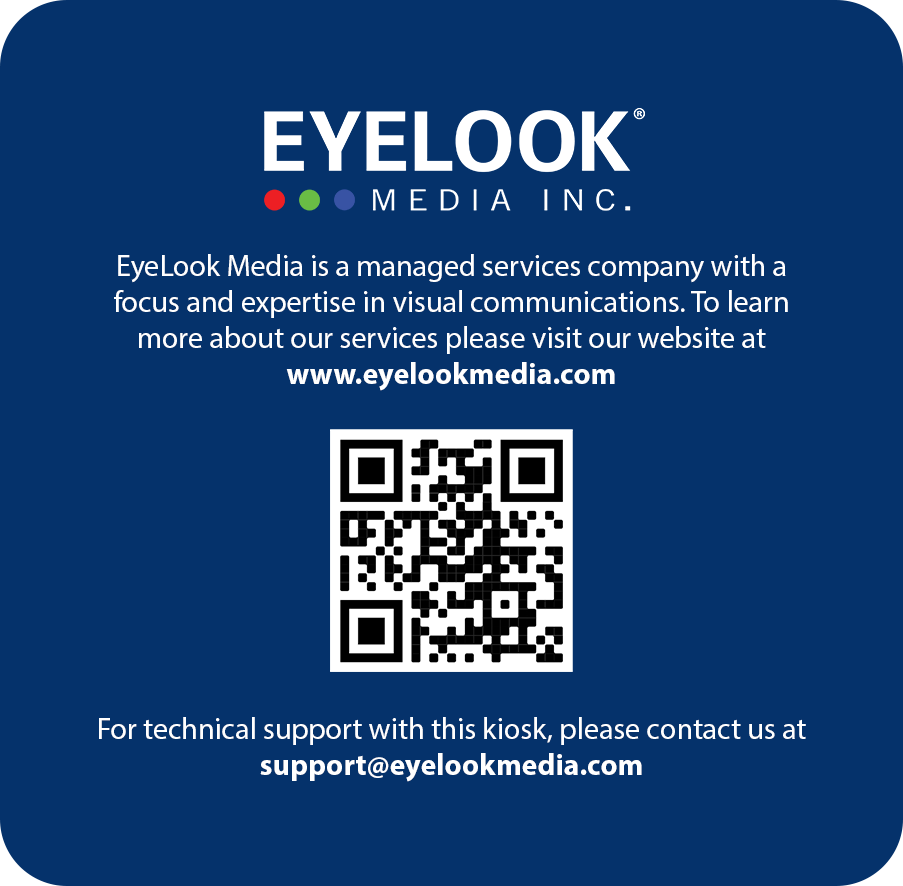 EYELOOK®
MEDIA INC.
EyeLook Media is a managed services company with a
focus and expertise in visual communications. To learn
more about our services please visit our website at
www.eyelookmedia.com
For technical support with this kiosk, please contact us at
support@eyelookmedia.com